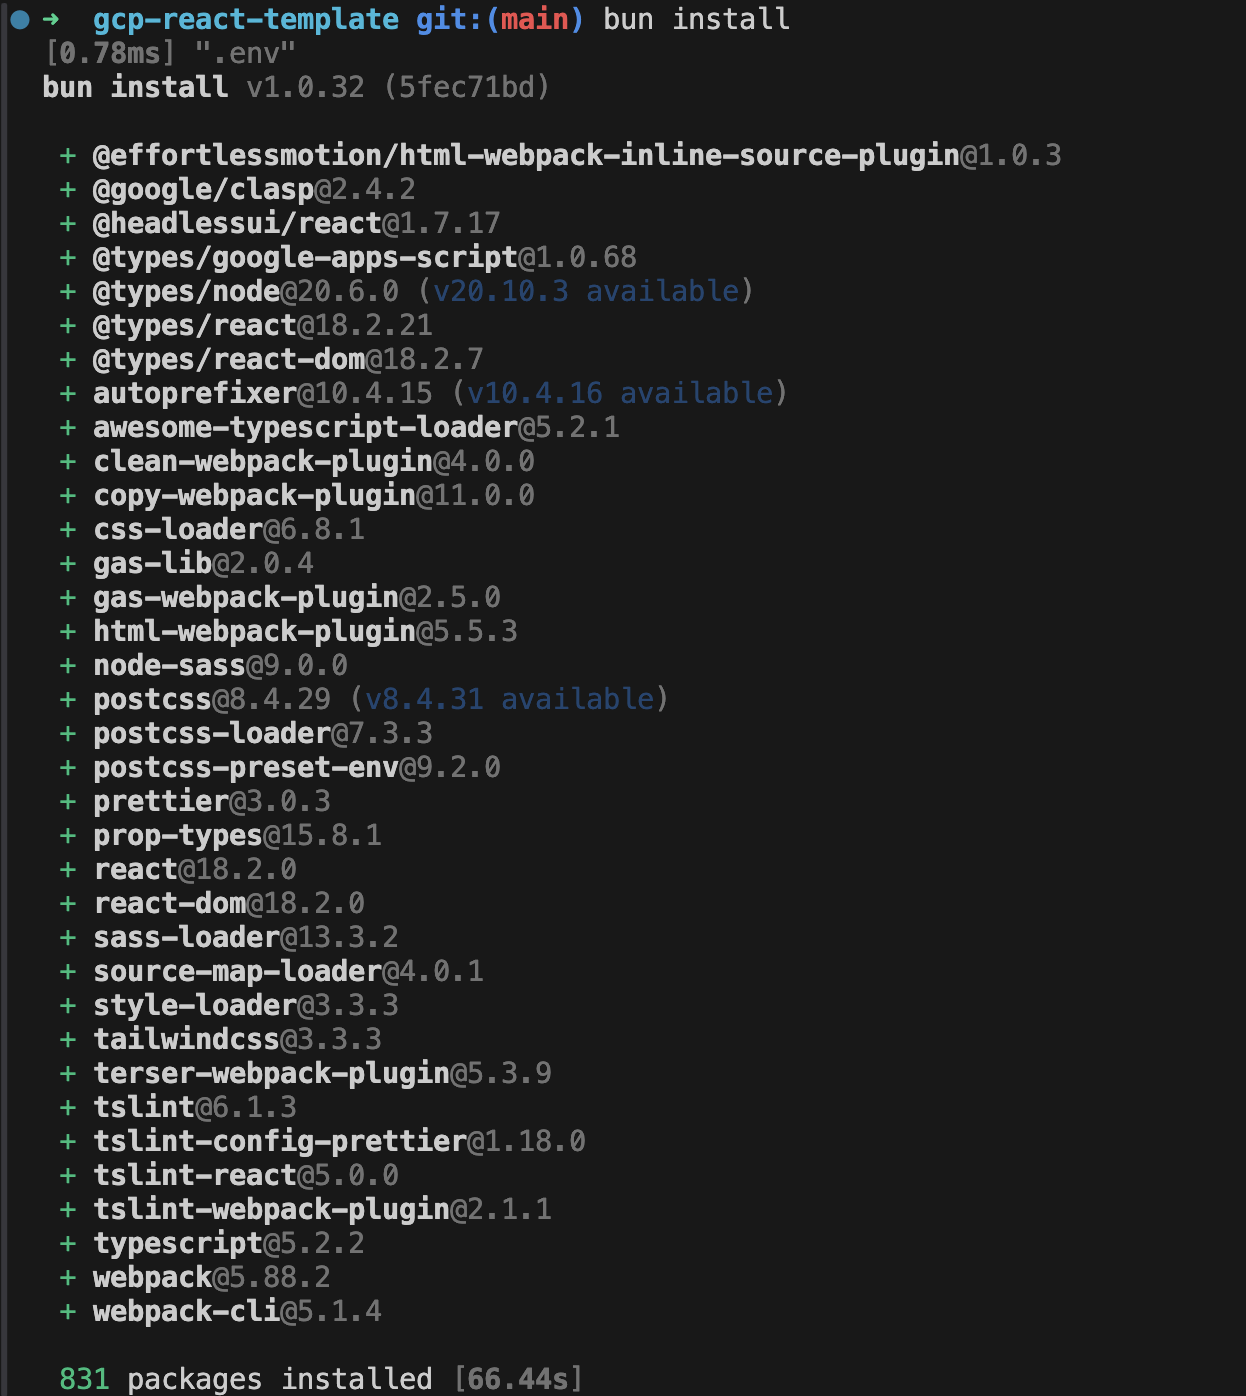 ➜ gcp-react-template git:(main) bun install
[0.78ms] ".env"
bun install v1.0.32 (5fec71bd)
+ @effortlessmotion/html-webpack-inline-source-plugin@1.0.3
+ @google/clasp@2.4.2
+ @headlessui/react@1.7.17
+ @types/google-apps-script@1.0.68
+ @types/node@20.6.0 (v20.10.3 available)
+ @types/react@18.2.21
+ @types/react-dom@18.2.7
+ autoprefixer@10.4.15 (v10.4.16 available)
+ awesome-typescript-loader@5.2.1
+ clean-webpack-plugin@4.0.0
+ copy-webpack-plugin@11.0.0
+ css-loader@6.8.1
+ gas-lib@2.0.4
+ gas-webpack-plugin@2.5.0
+ html-webpack-plugin@5.5.3
+ node-sass@9.0.0
+ postcss@8.4.29 (v8.4.31 available)
+ postcss-loader@7.3.3
+ postcss-preset-env@9.2.0
+ prettier@3.0.3
+ prop-types@15.8.1
+ react@18.2.0
+ react-dom@18.2.0
+ sass-loader@13.3.2
+ source-map-loader@4.0.1
+ style-loader@3.3.3
+ tailwindcss@3.3.3
+ terser-webpack-plugin@5.3.9
+ tslint@6.1.3
+ tslint-config-prettier@1.18.0
+ tslint-react@5.0.0
+ tslint-webpack-plugin@2.1.1
+ typescript@5.2.2
+ webpack@5.88.2
+ webpack-cli@5.1.4
831 packages installed [66.44s]